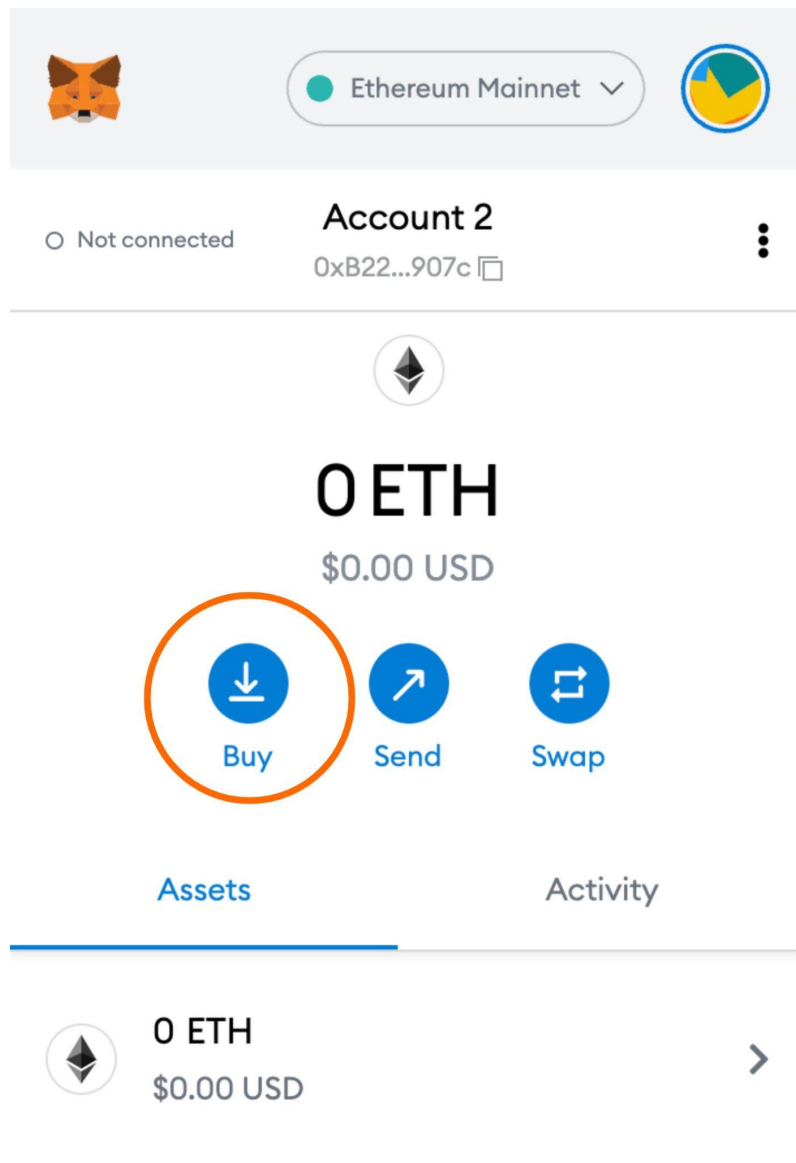 Ethereum Mainnet
Not connected
Account 2
0xB22...907c
0 ETH
$0.00 USD
Buy Send Swap
Assets Activity
0 ETH
$0.00 USD